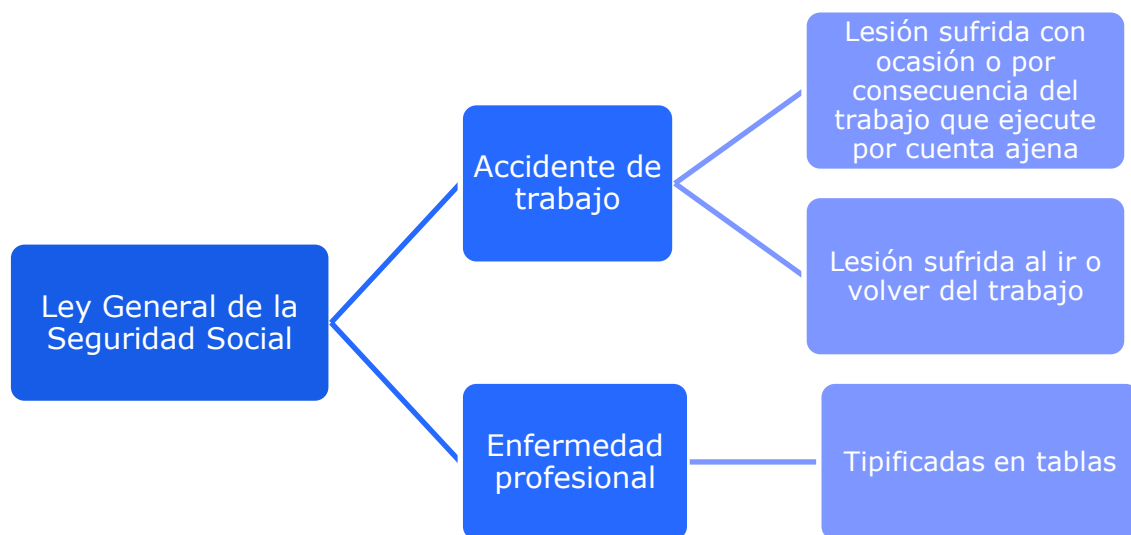 Ley General de la
Seguridad Social
Accidente de
trabajo
Lesión sufrida con
ocasión o por
consecuencia del
trabajo que ejecute
por cuenta ajena
Lesión sufrida al ir o
volver del trabajo
Enfermedad
profesional
Tipificadas en tablas